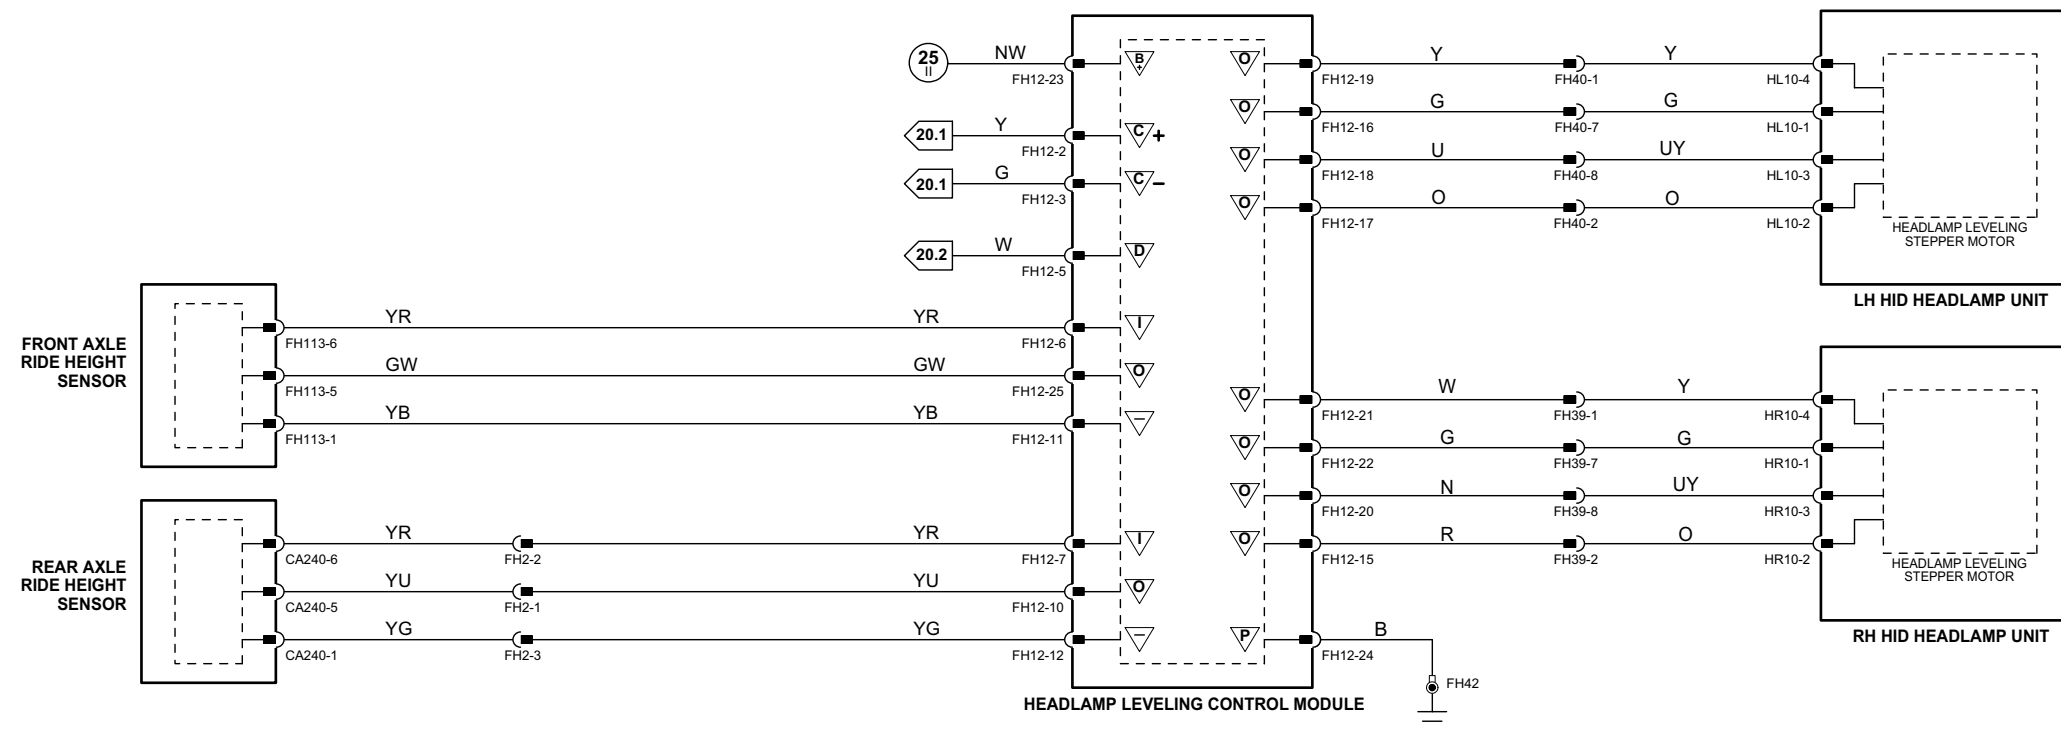 25
II
NW
FH12-23
B
+
20.1
Y
FH12-2
C +
20.1
G
FH12-3
C –
20.2
W
FH12-5
D
FRONT AXLE
RIDE HEIGHT
SENSOR
YR YR
FH113-6 FH12-6
I
GW GW
FH113-5 FH12-25
O
YB YB
FH113-1 FH12-11
–
REAR AXLE
RIDE HEIGHT
SENSOR
YR YR
CA240-6 FH2-2 FH12-7
I
YU YU
CA240-5 FH2-1 FH12-10
O
YG YG
CA240-1 FH2-3 FH12-12
–
HEADLAMP LEVELING CONTROL MODULE
O
Y Y
FH12-19 FH40-1 HL10-4
O
G G
FH12-16 FH40-7 HL10-1
O
U UY
FH12-18 FH40-8 HL10-3
O
O O
FH12-17 FH40-2 HL10-2
HEADLAMP LEVELING
STEPPER MOTOR
LH HID HEADLAMP UNIT
O
W Y
FH12-21 FH39-1 HR10-4
O
G G
FH12-22 FH39-7 HR10-1
O
N UY
FH12-20 FH39-8 HR10-3
O
R O
FH12-15 FH39-2 HR10-2
HEADLAMP LEVELING
STEPPER MOTOR
RH HID HEADLAMP UNIT
P
B
FH12-24
FH42